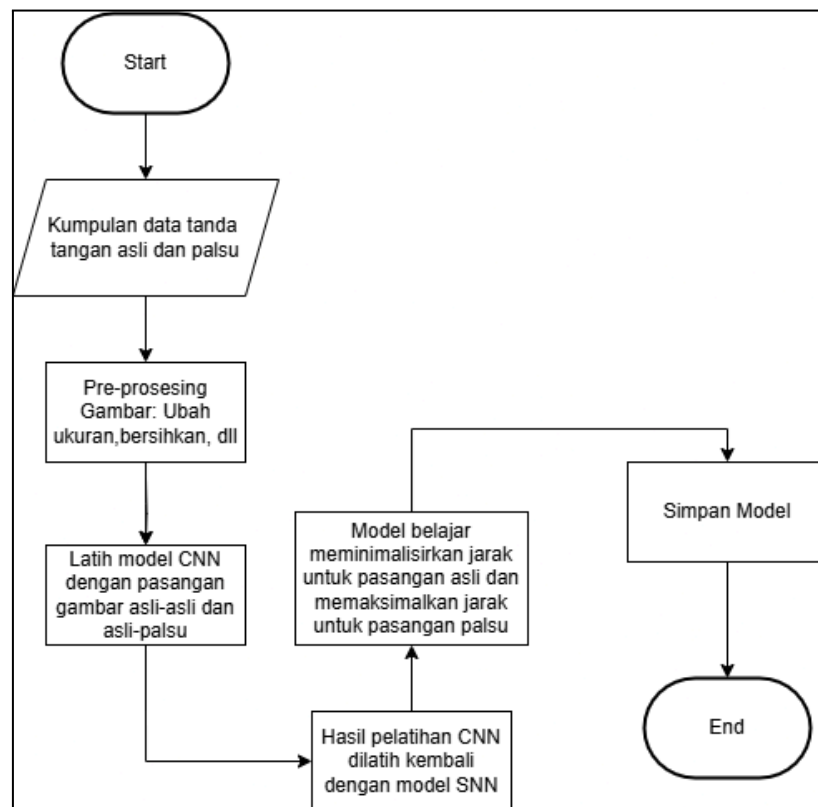 Start
Kumpulan data tanda
tangan asli dan palsu
Pre-prosesing
Gambar: Ubah
ukuran,bersihkan, dll
Latih model CNN
dengan pasangan
gambar asli-asli dan
asli-palsu
Hasil pelatihan CNN
dilatih kembali
dengan model SNN
Model belajar
meminimalisirkan jarak
untuk pasangan asli dan
memaksimalkan jarak
untuk pasangan palsu
Simpan Model
End